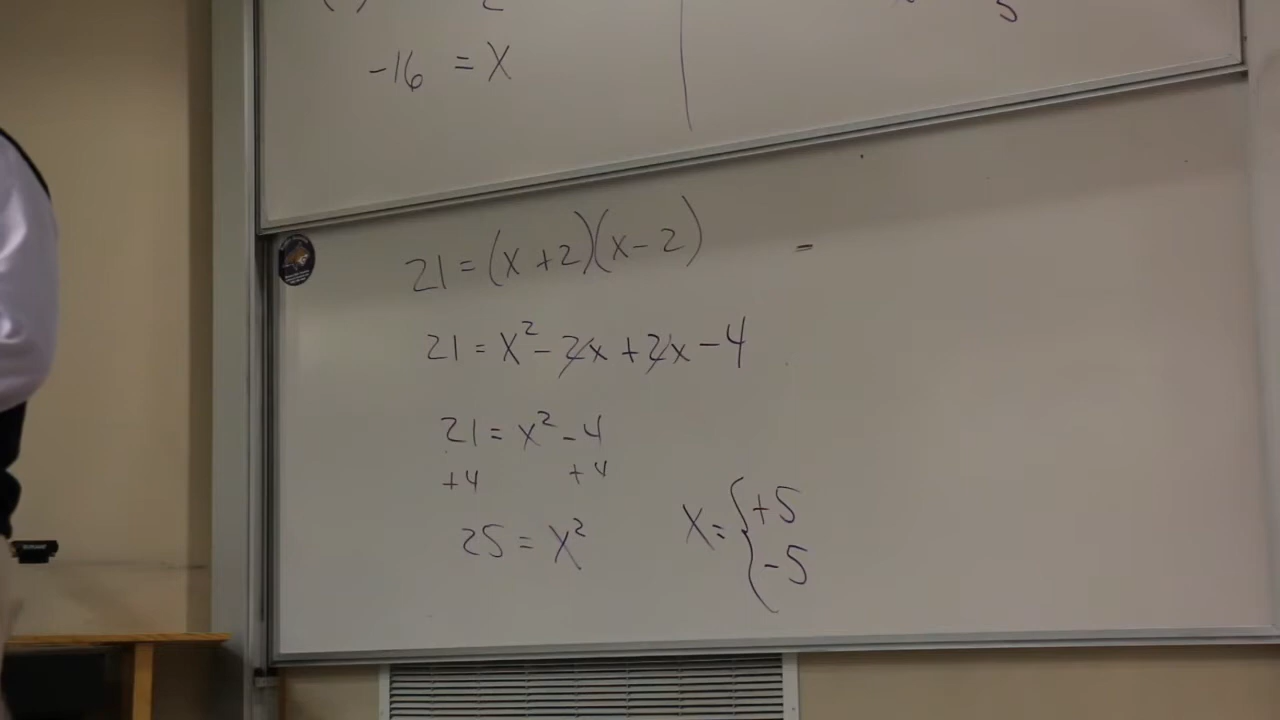 -16 = X
21 = (x+2)(x-2)
21 = x² - 2x + 2x - 4
21 = x² - 4
+4 +4
25 = x²
x = { +5
-5